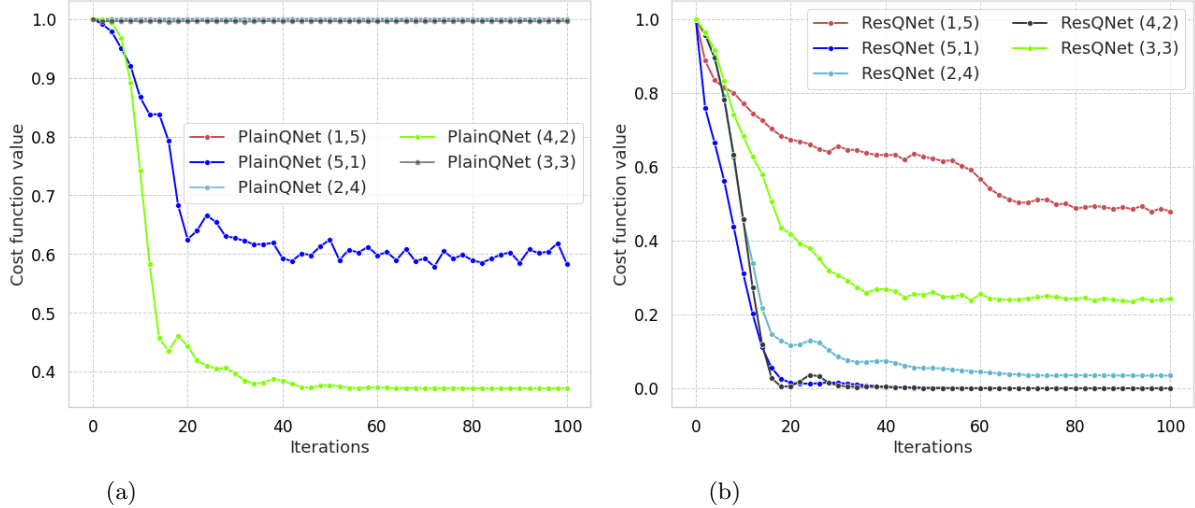 1.0
0.9
0.8
0.7
0.6
0.5
0.4
Cost function value
PlainQNet (1,5)
PlainQNet (5,1)
PlainQNet (2,4)
PlainQNet (4,2)
PlainQNet (3,3)
0 20 40 60 80 100
Iterations
(a)
1.0
0.8
0.6
0.4
0.2
0.0
Cost function value
ResQNet (1,5)
ResQNet (5,1)
ResQNet (2,4)
ResQNet (4,2)
ResQNet (3,3)
0 20 40 60 80 100
Iterations
(b)